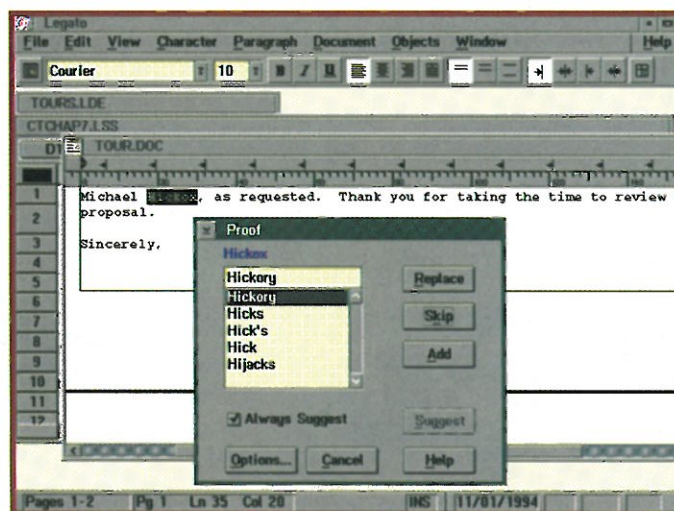 Legato
File Edit View Character Paragraph Document Objects Window Help
Courier 10 B I U
TOURS.LDE
CTCHAP7.LSS
TOUR.DOC
1 Michael Hickox, as requested. Thank you for taking the time to review
2 proposal.
3 Sincerely,
4
5
6
7
8
9
10
11
12
Proof
Hickox
Hickory
Hickory
Hicks
Hick's
Hick
Hijacks
Replace
Skip
Add
Always Suggest
Suggest
Options... Cancel Help
Pages 1-2 Pg 1 Ln 35 Col 20 INS 11/01/1994